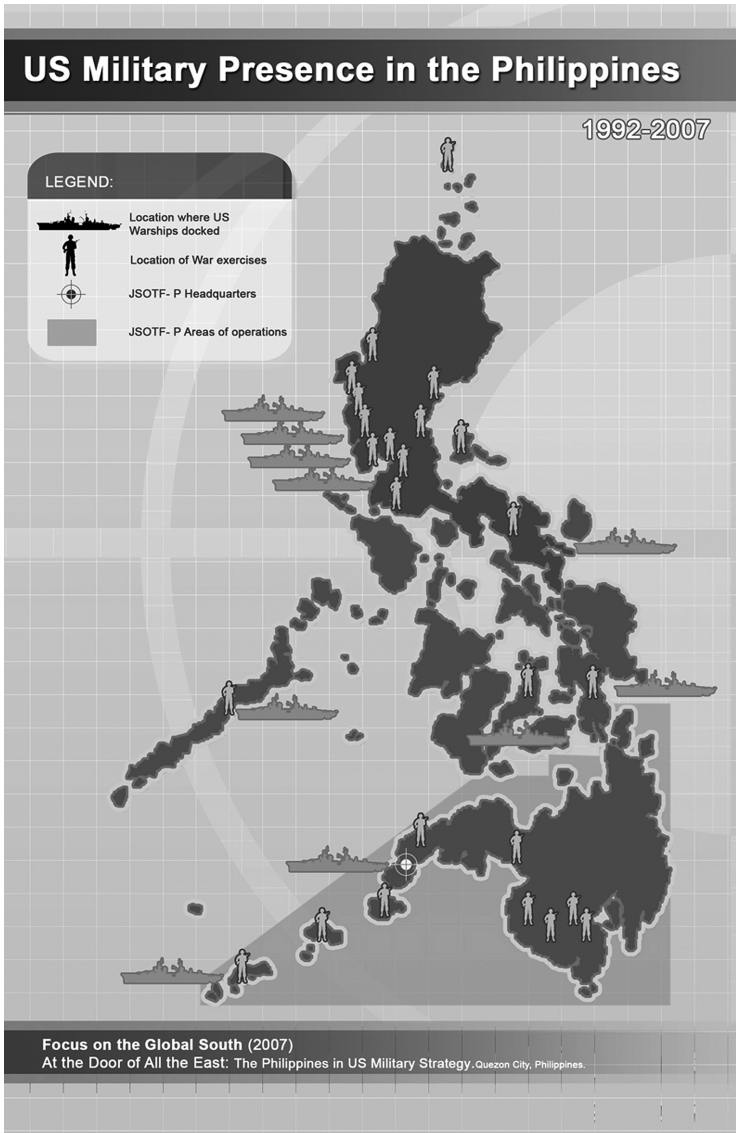 US Military Presence in the Philippines
1992-2007
LEGEND:
Location where US
Warships docked
Location of War exercises
JSOTF- P Headquarters
JSOTF- P Areas of operations
Focus on the Global South (2007)
At the Door of All the East: The Philippines in US Military Strategy. Quezon City, Philippines.